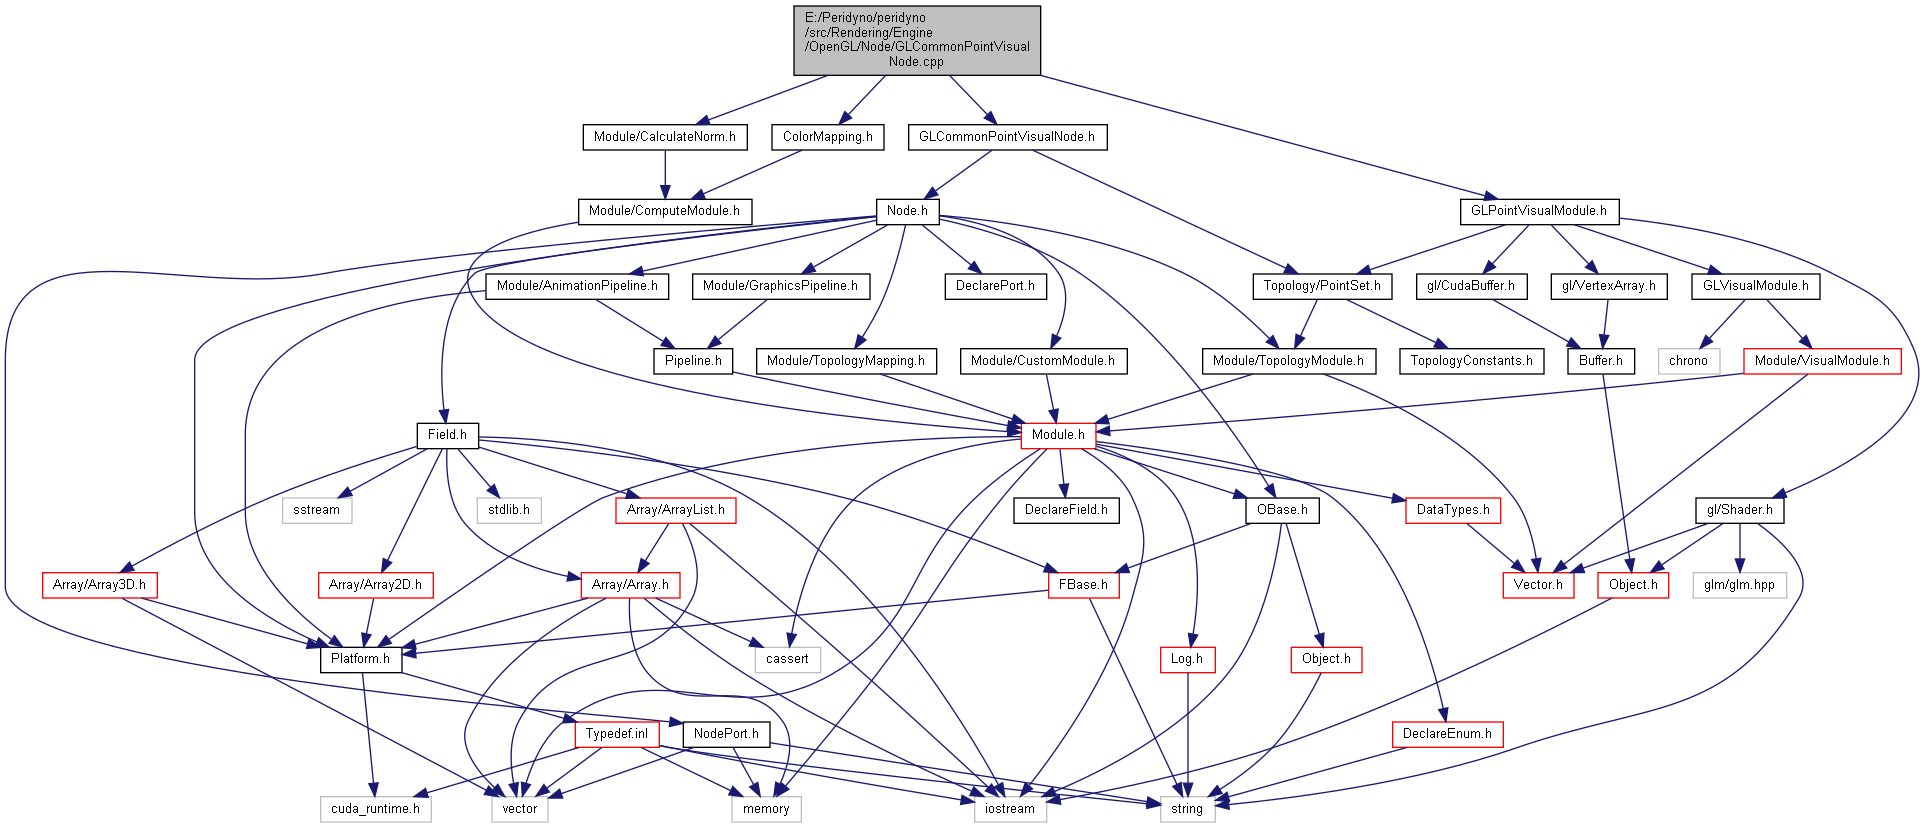 E:/Peridyno/peridyno
/src/Rendering/Engine
/OpenGL/Node/GLCommonPointVisual
Node.cpp
Module/CalculateNorm.h
ColorMapping.h
GLCommonPointVisualNode.h
Module/ComputeModule.h
Node.h
GLPointVisualModule.h
Module/AnimationPipeline.h
Module/GraphicsPipeline.h
DeclarePort.h
Topology/PointSet.h
gl/CudaBuffer.h
gl/VertexArray.h
GLVisualModule.h
Pipeline.h
Module/TopologyMapping.h
Module/CustomModule.h
Module/TopologyModule.h
TopologyConstants.h
Buffer.h
chrono
Module/VisualModule.h
Field.h
Module.h
sstream
stdlib.h
Array/ArrayList.h
DeclareField.h
OBase.h
DataTypes.h
gl/Shader.h
Array/Array3D.h
Array/Array2D.h
Array/Array.h
FBase.h
Vector.h
Object.h
glm/glm.hpp
Platform.h
cassert
Log.h
Object.h
Typedef.inl
NodePort.h
DeclareEnum.h
cuda_runtime.h
vector
memory
iostream
string